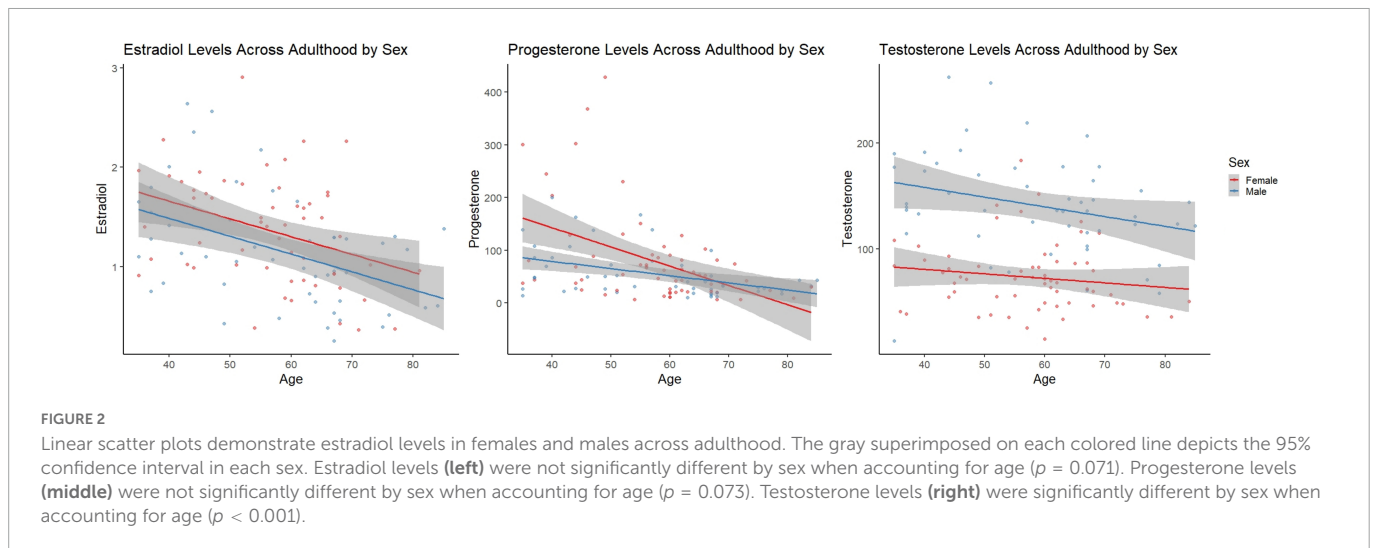 Estradiol Levels Across Adulthood by Sex
3
2
1
Estradiol
40 50 60 70 80
Age
Progesterone Levels Across Adulthood by Sex
400
300
200
100
0
Progesterone
40 50 60 70 80
Age
Testosterone Levels Across Adulthood by Sex
200
100
Testosterone
40 50 60 70 80
Age
Sex
Female
Male
FIGURE 2
Linear scatter plots demonstrate estradiol levels in females and males across adulthood. The gray superimposed on each colored line depicts the 95%
confidence interval in each sex. Estradiol levels (left) were not significantly different by sex when accounting for age (p = 0.071). Progesterone levels
(middle) were not significantly different by sex when accounting for age (p = 0.073). Testosterone levels (right) were significantly different by sex when
accounting for age (p < 0.001).